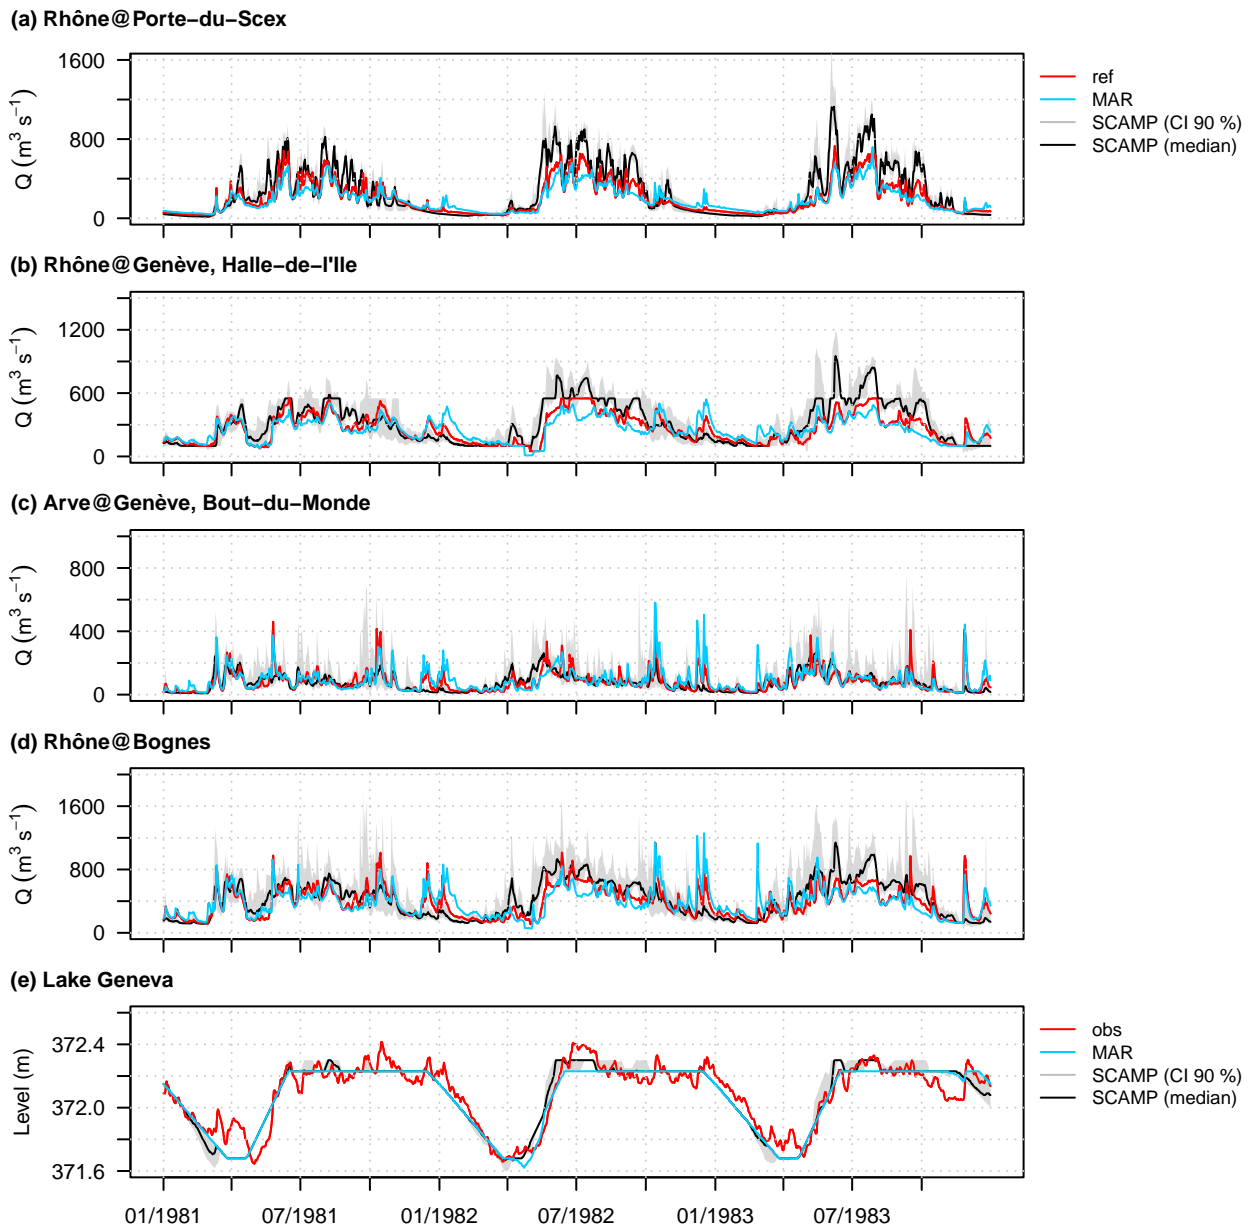 (a) Rhône@Porte−du−Scex
1600
800
400
0
Q (m³ s⁻¹)
ref
MAR
SCAMP (CI 90 %)
SCAMP (median)
(b) Rhône@Genève, Halle−de−l'Ile
1200
600
300
0
Q (m³ s⁻¹)
(c) Arve@Genève, Bout−du−Monde
800
400
0
Q (m³ s⁻¹)
(d) Rhône@Bognes
1600
800
400
0
Q (m³ s⁻¹)
(e) Lake Geneva
372.4
372.0
371.6
Level (m)
obs
MAR
SCAMP (CI 90 %)
SCAMP (median)
01/1981
07/1981
01/1982
07/1982
01/1983
07/1983